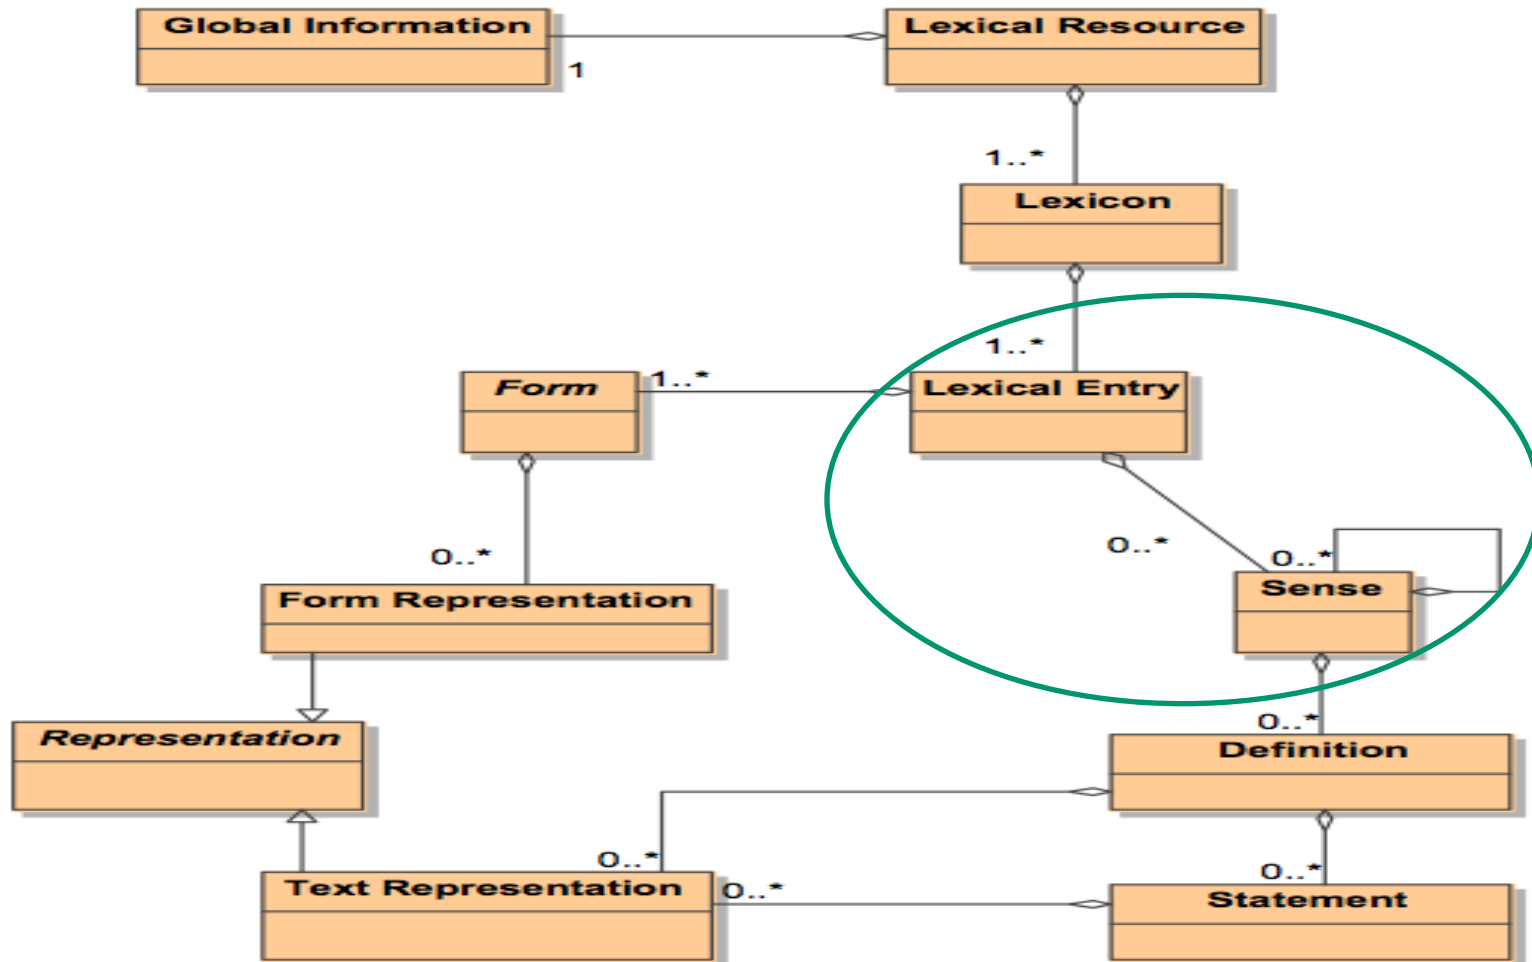 Global Information
Lexical Resource
1
1..*
Lexicon
1..*
Form
1..*
Lexical Entry
0..*
0..*
0..*
Sense
Form Representation
0..*
Representation
Definition
0..*
0..*
Text Representation
0..*
Statement